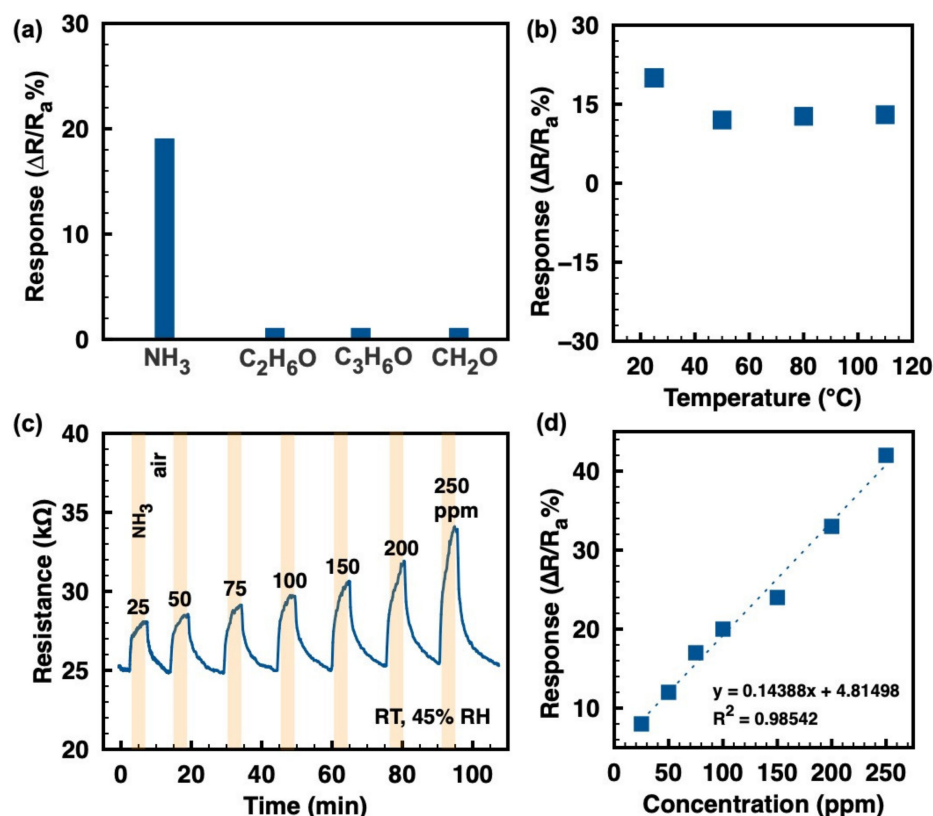 (a)
30
20
10
0
Response (ΔR/Rₐ%)
NH₃ C₂H₆O C₃H₆O CH₂O
(b)
30
15
0
−15
−30
Response (ΔR/Rₐ%)
20 40 60 80 100 120
Temperature (°C)
(c)
40
35
30
25
20
Resistance (kΩ)
NH₃
air
25
50
75
100
150
200
250
ppm
RT, 45% RH
0 20 40 60 80 100
Time (min)
(d)
40
30
20
10
Response (ΔR/Rₐ%)
y = 0.14388x + 4.81498
R² = 0.98542
0 50 100 150 200 250
Concentration (ppm)